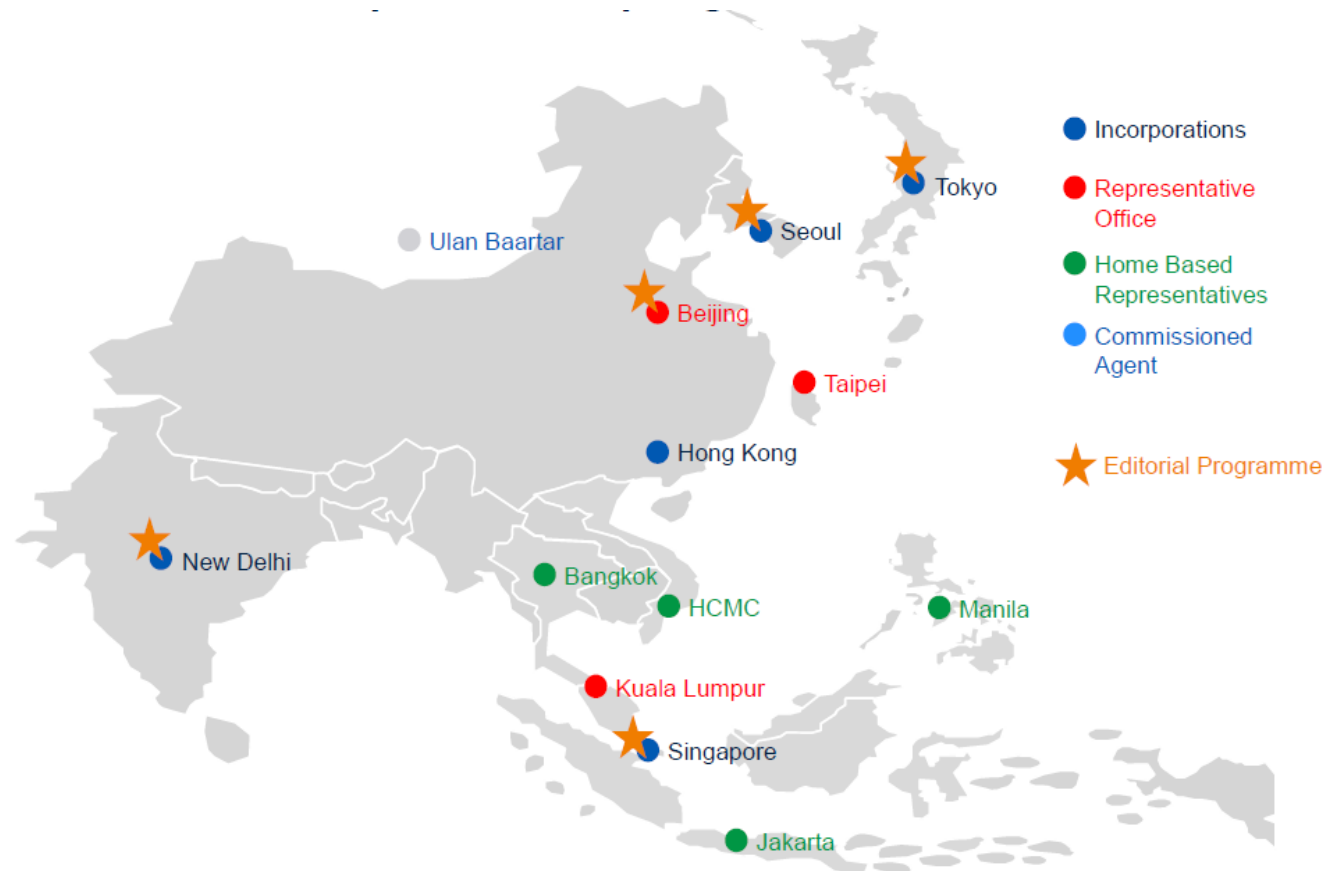 Incorporations
Tokyo
Representative
Office
Seoul
Ulan Baartar
Home Based
Representatives
Beijing
Commissioned
Agent
Taipei
Hong Kong
Editorial Programme
New Delhi
Bangkok
HCMC
Manila
Kuala Lumpur
Singapore
Jakarta